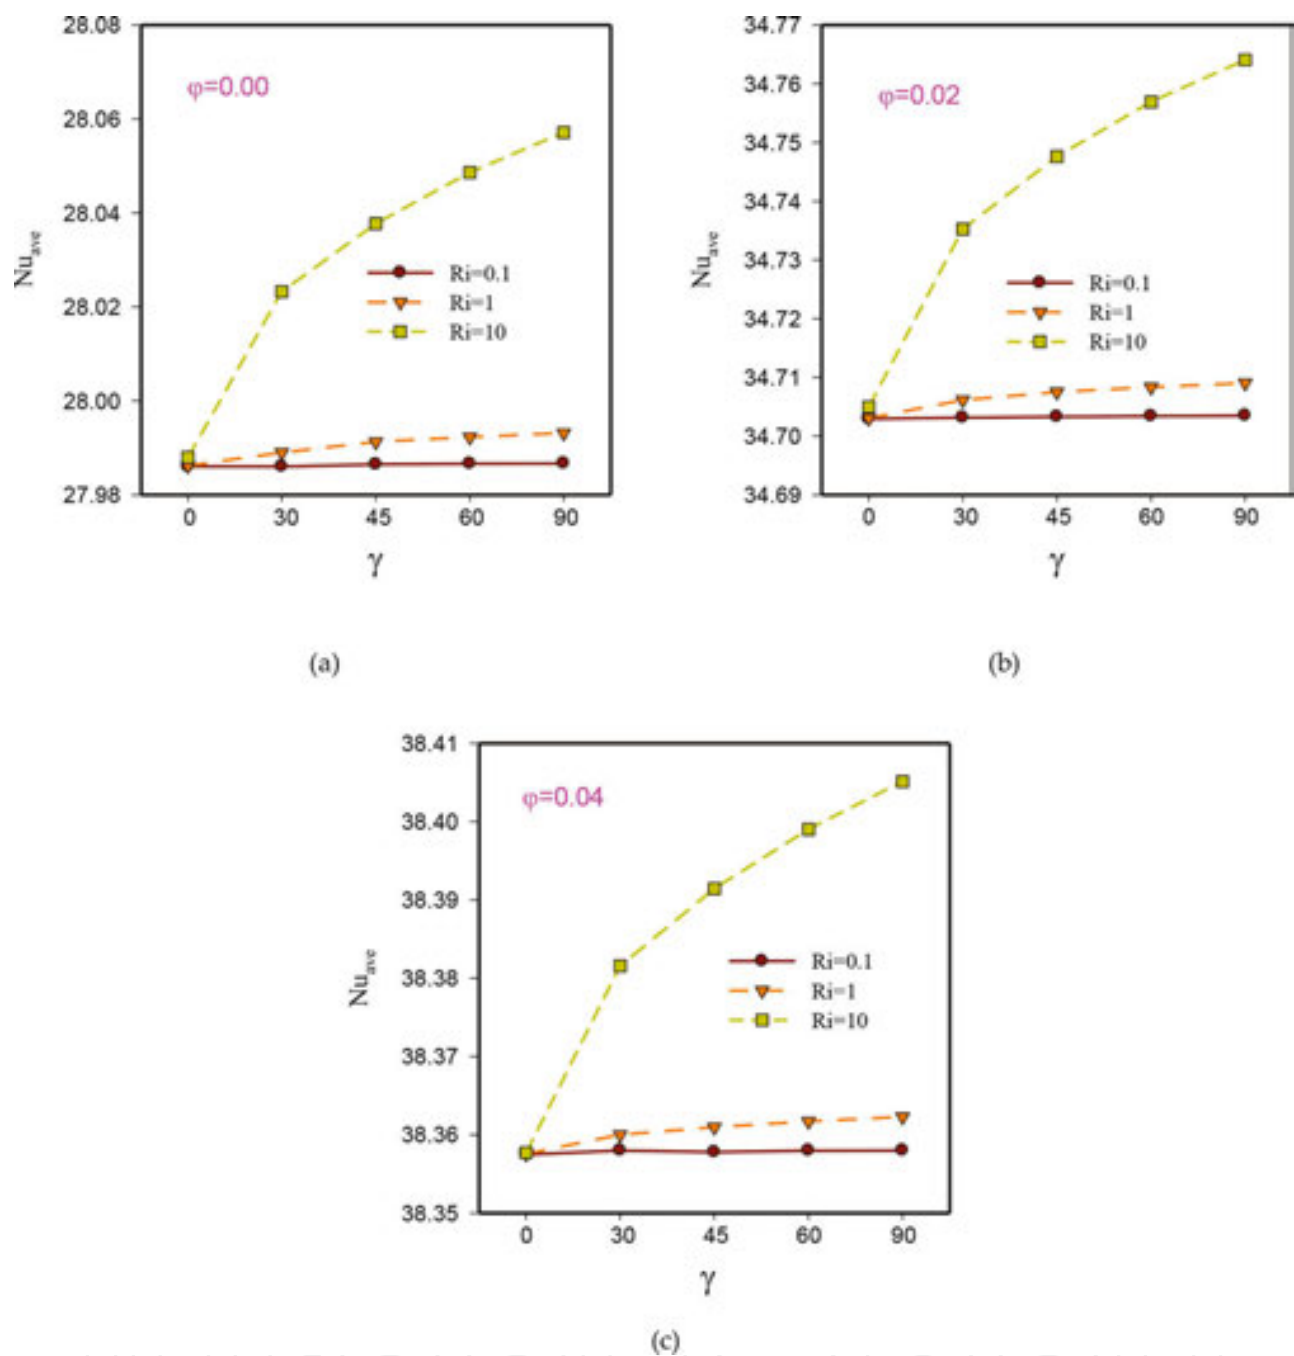 28.08
28.06
28.04
28.02
28.00
27.98
Nu_ave
φ=0.00
Ri=0.1
Ri=1
Ri=10
0 30 45 60 90
γ
(a)
34.77
34.76
34.75
34.74
34.73
34.72
34.71
34.70
34.69
Nu_ave
φ=0.02
Ri=0.1
Ri=1
Ri=10
0 30 45 60 90
γ
(b)
38.41
38.40
38.39
38.38
38.37
38.36
38.35
Nu_ave
φ=0.04
Ri=0.1
Ri=1
Ri=10
0 30 45 60 90
γ
(c)